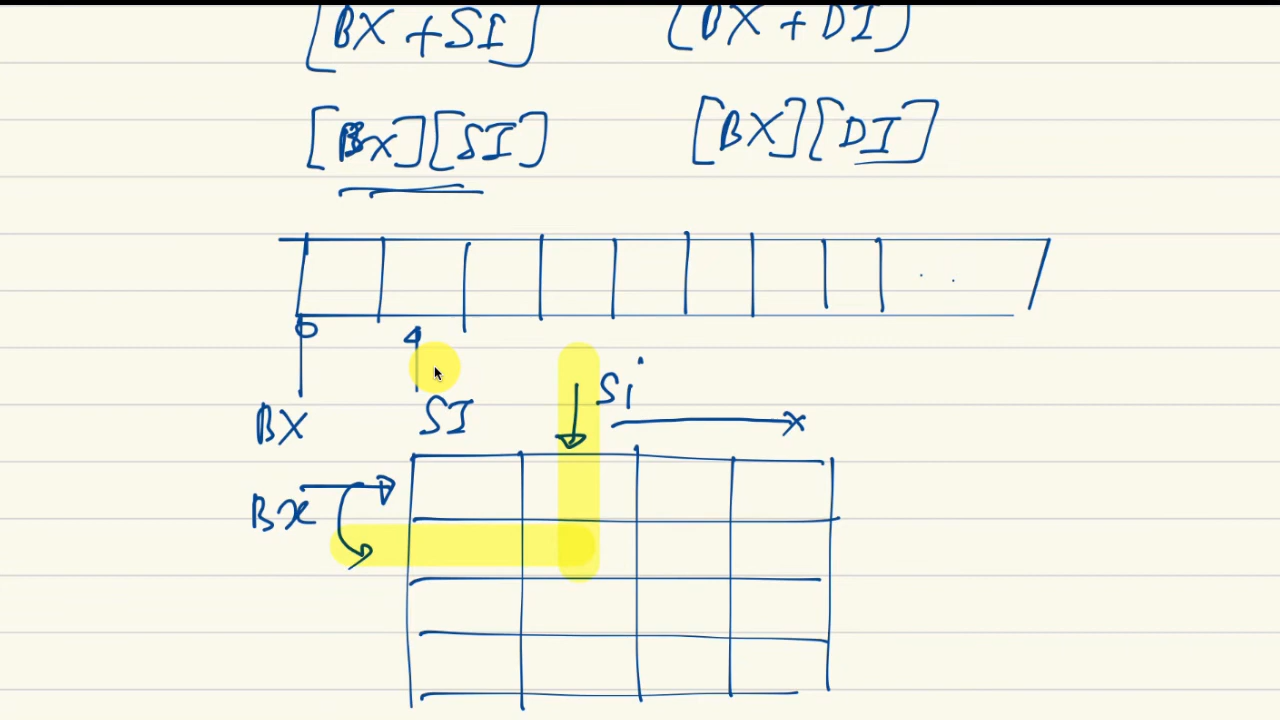 [BX + SI] [BX + DI]
[BX][SI] [BX][DI]
0 4
BX SI Si
Bx